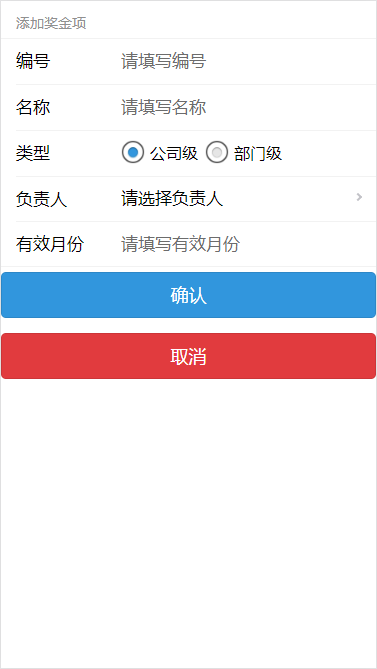 添加奖金项
编号 请填写编号
名称 请填写名称
类型 公司级 部门级
负责人 请选择负责人
有效月份 请填写有效月份
确认
取消